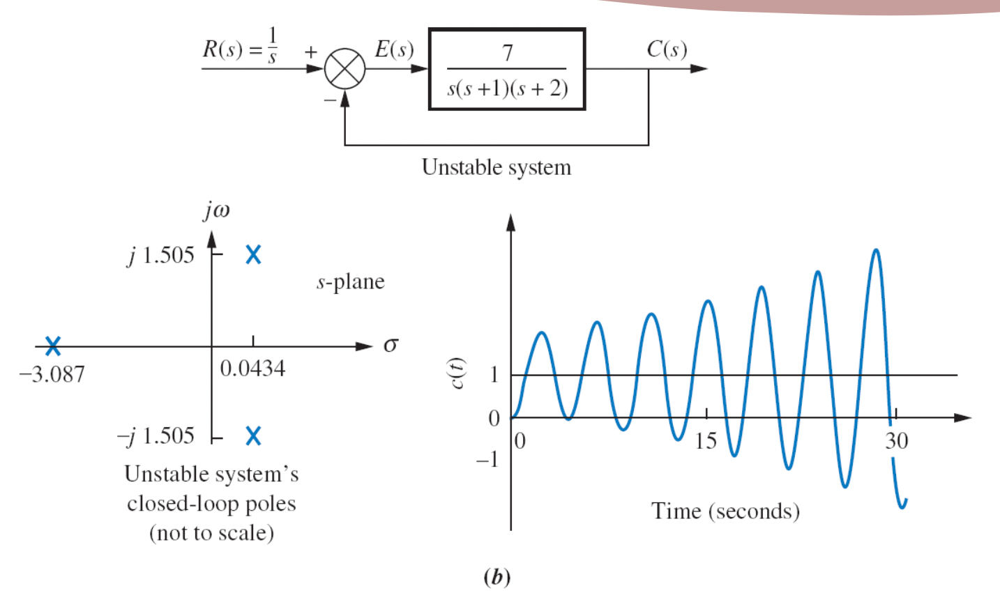 R(s) = 1/s
+
−
E(s)
7
s(s +1)(s + 2)
C(s)
Unstable system
jω
j 1.505
s-plane
σ
−3.087
0.0434
−j 1.505
Unstable system's
closed-loop poles
(not to scale)
c(t)
1
0
−1
0
15
30
Time (seconds)
(b)